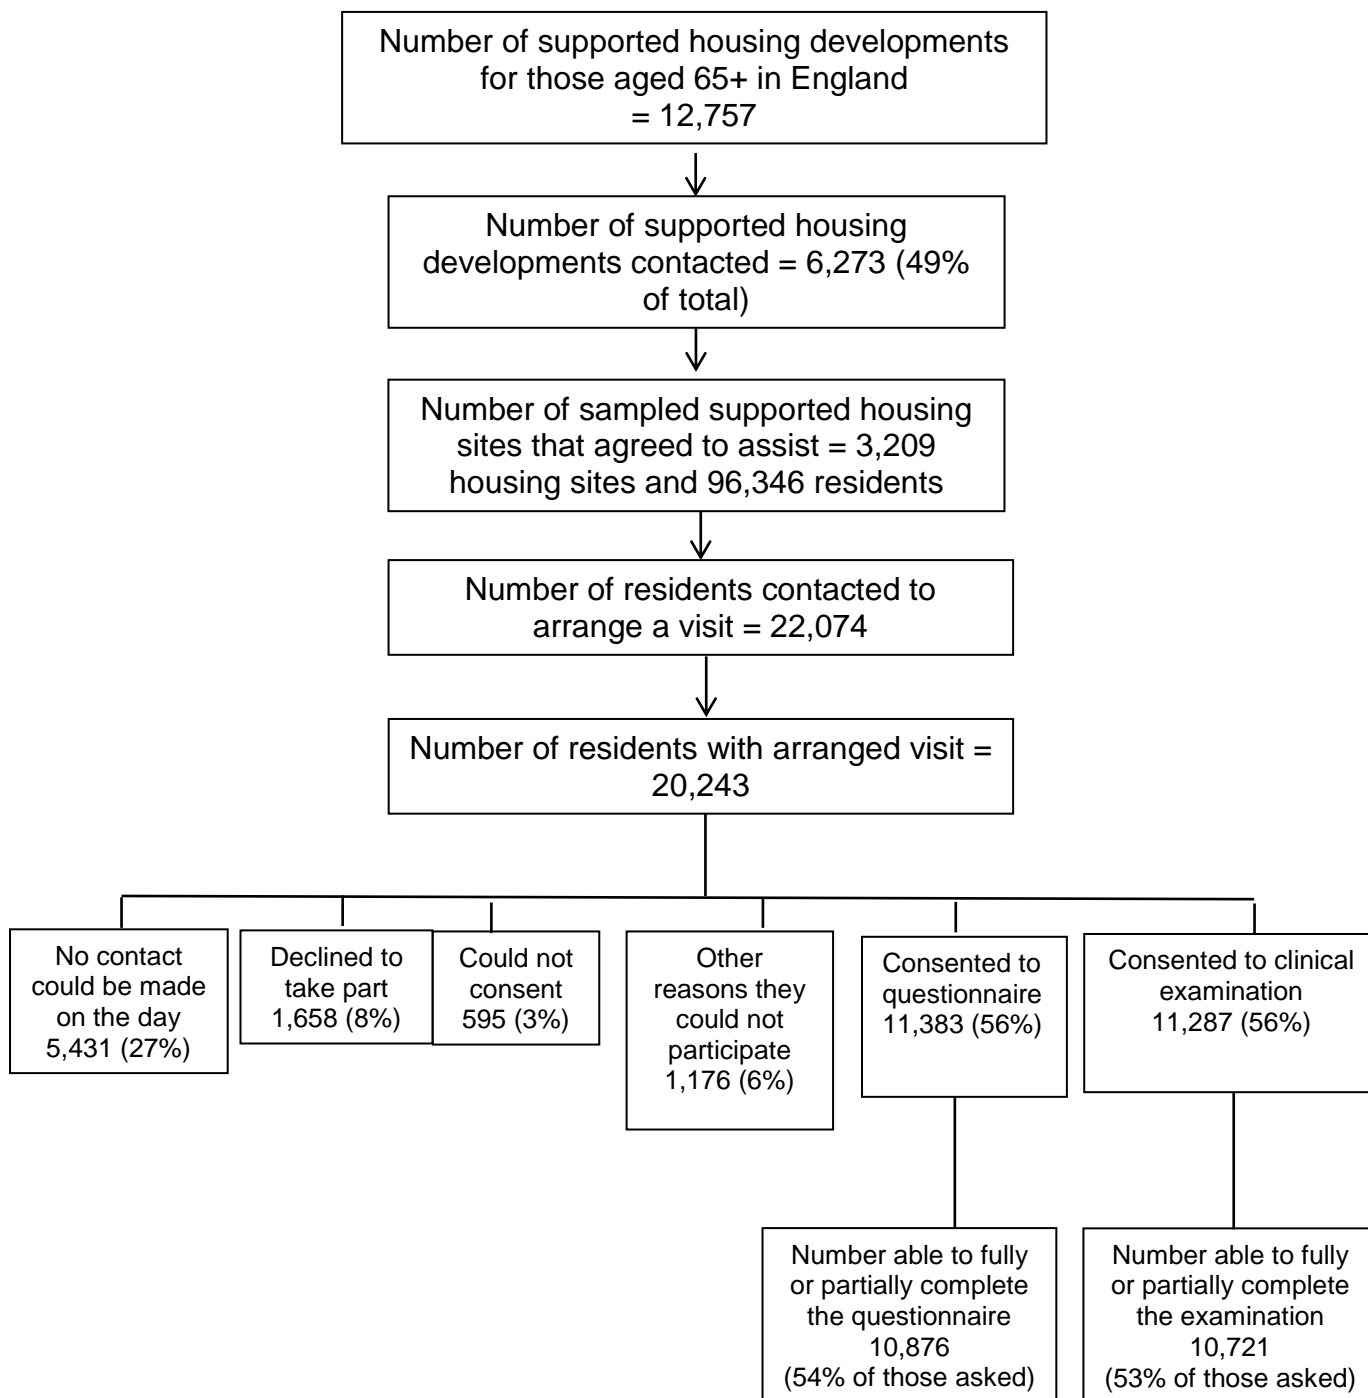 Number of supported housing developments
for those aged 65+ in England
= 12,757
Number of supported housing
developments contacted = 6,273 (49%
of total)
Number of sampled supported housing
sites that agreed to assist = 3,209
housing sites and 96,346 residents
Number of residents contacted to
arrange a visit = 22,074
Number of residents with arranged visit =
20,243
No contact
could be made
on the day
5,431 (27%)
Declined to
take part
1,658 (8%)
Could not
consent
595 (3%)
Other
reasons they
could not
participate
1,176 (6%)
Consented to
questionnaire
11,383 (56%)
Consented to clinical
examination
11,287 (56%)
Number able to fully
or partially complete
the questionnaire
10,876
(54% of those asked)
Number able to fully
or partially complete
the examination
10,721
(53% of those asked)